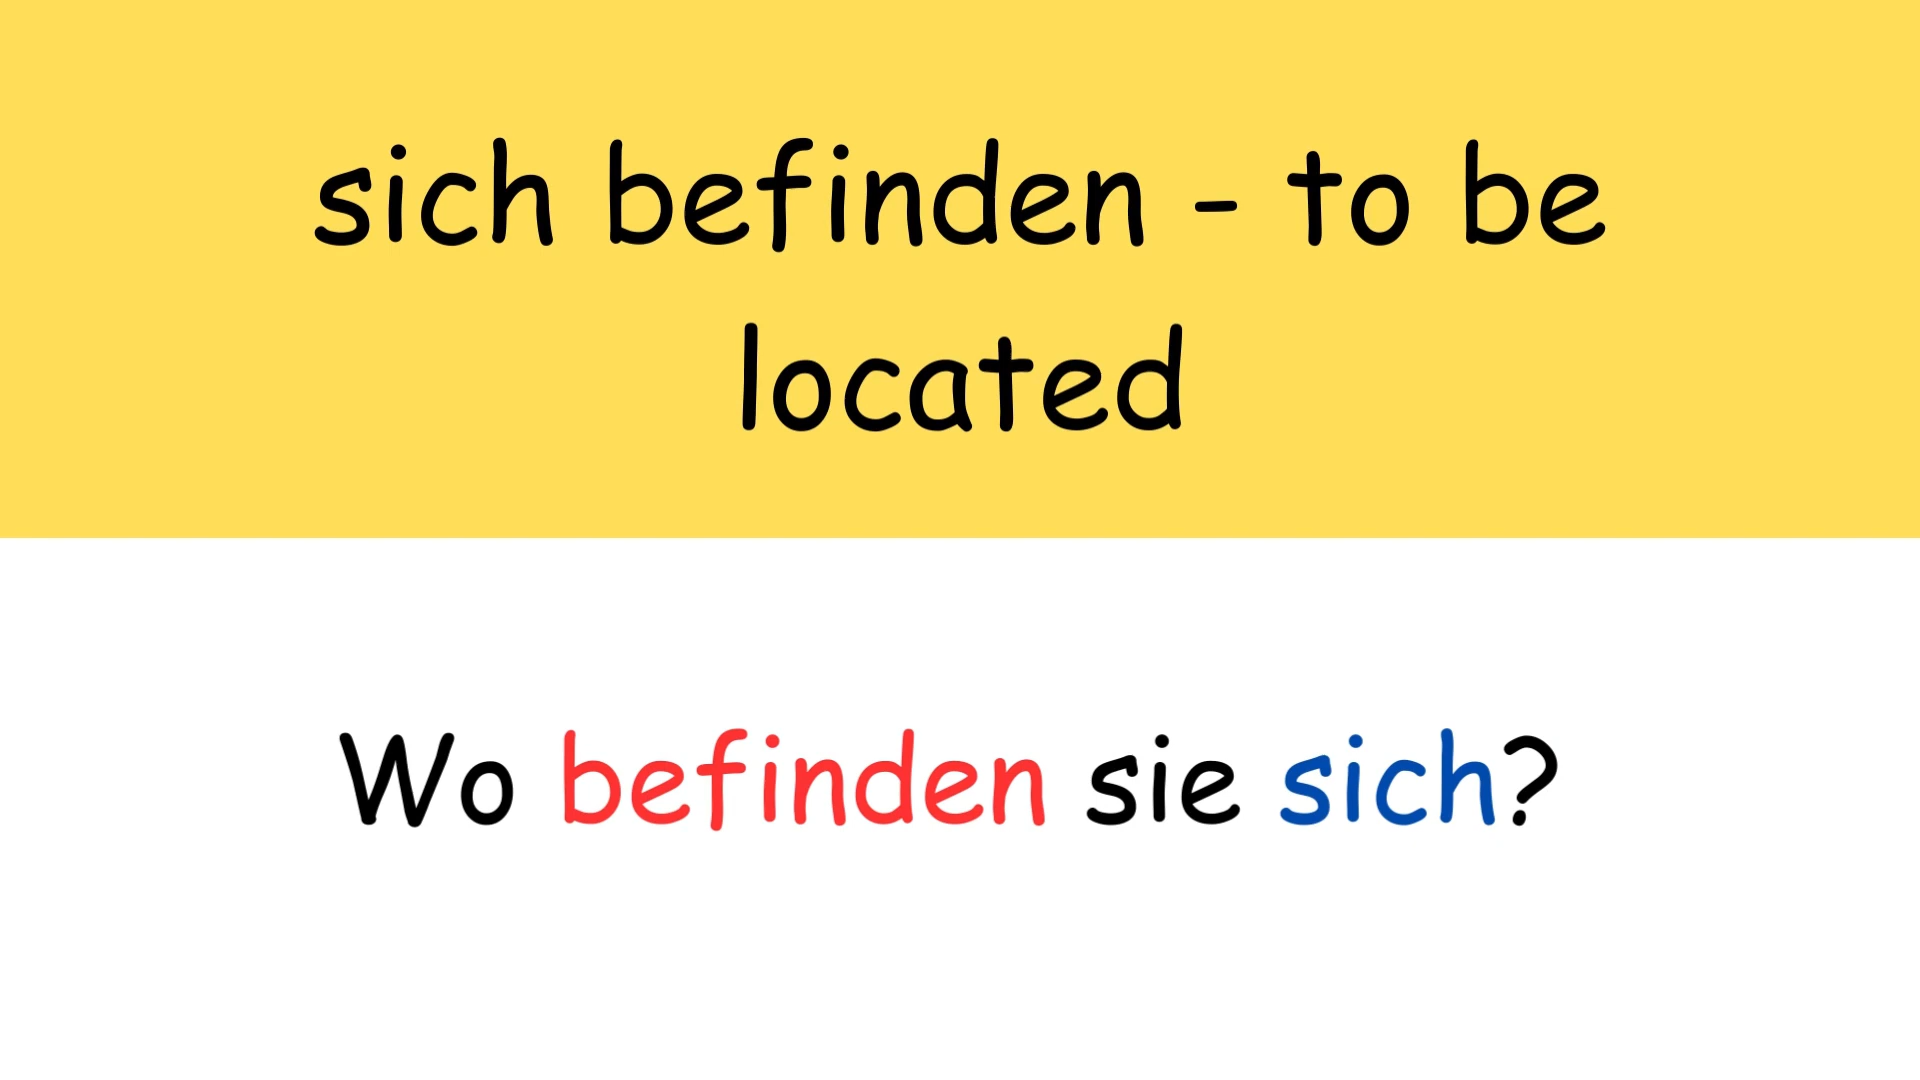 sich befinden - to be
located
Wo befinden sie sich?